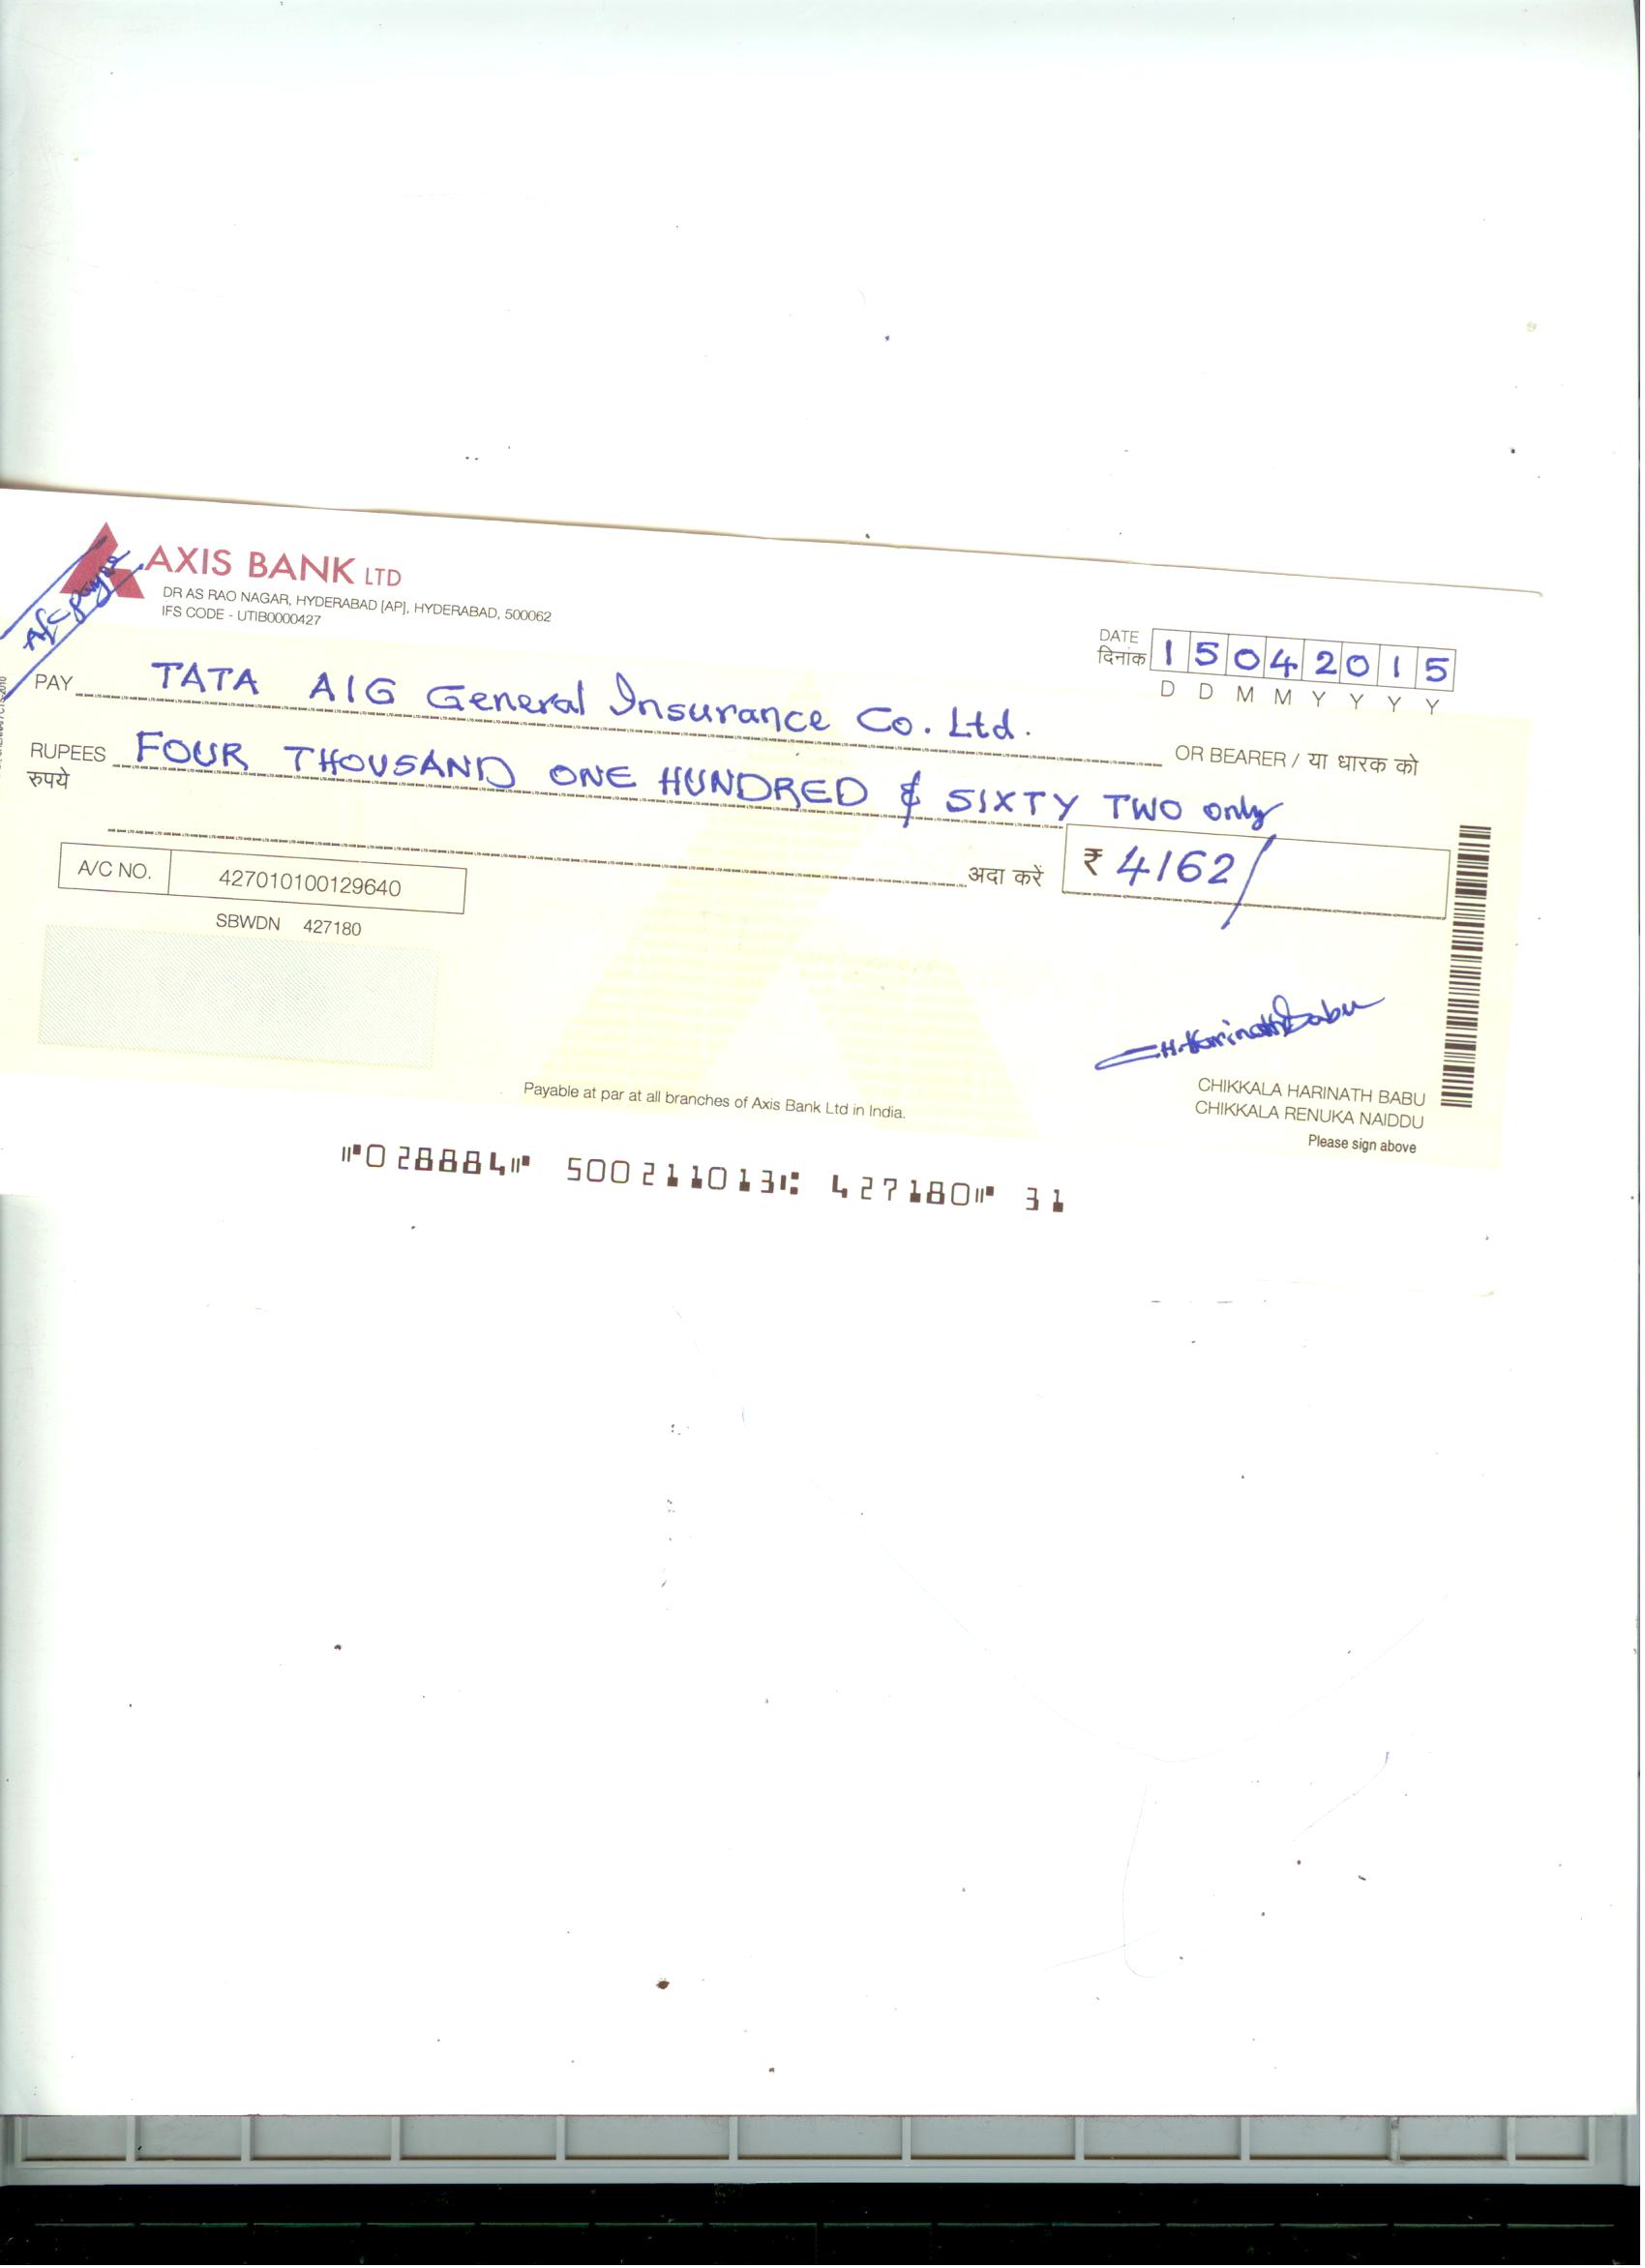 A/c payee
AXIS BANK LTD
DR AS RAO NAGAR, HYDERABAD [AP], HYDERABAD, 500062
IFS CODE - UTIB0000427
DATE
दिनांक
15042015
D D M M Y Y Y Y
PAY TATA AIG General Insurance Co. Ltd. OR BEARER / या धारक को
RUPEES FOUR THOUSAND ONE HUNDRED & SIXTY TWO only
रुपये
अदा करें ₹ 4162/
A/C NO. 427010100129640
SBWDN 427180
CH. Harinath Babu
CHIKKALA HARINATH BABU
CHIKKALA RENUKA NAIDDU
Please sign above
Payable at par at all branches of Axis Bank Ltd in India.
⑈028884⑈ 500211013⑆ 427180⑈ 31